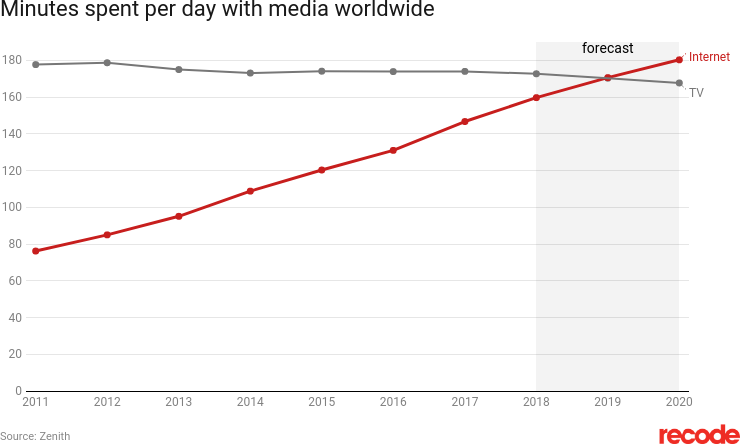 Minutes spent per day with media worldwide
forecast
Internet
TV
180
160
140
120
100
80
60
40
20
0
2011 2012 2013 2014 2015 2016 2017 2018 2019 2020
Source: Zenith
recode